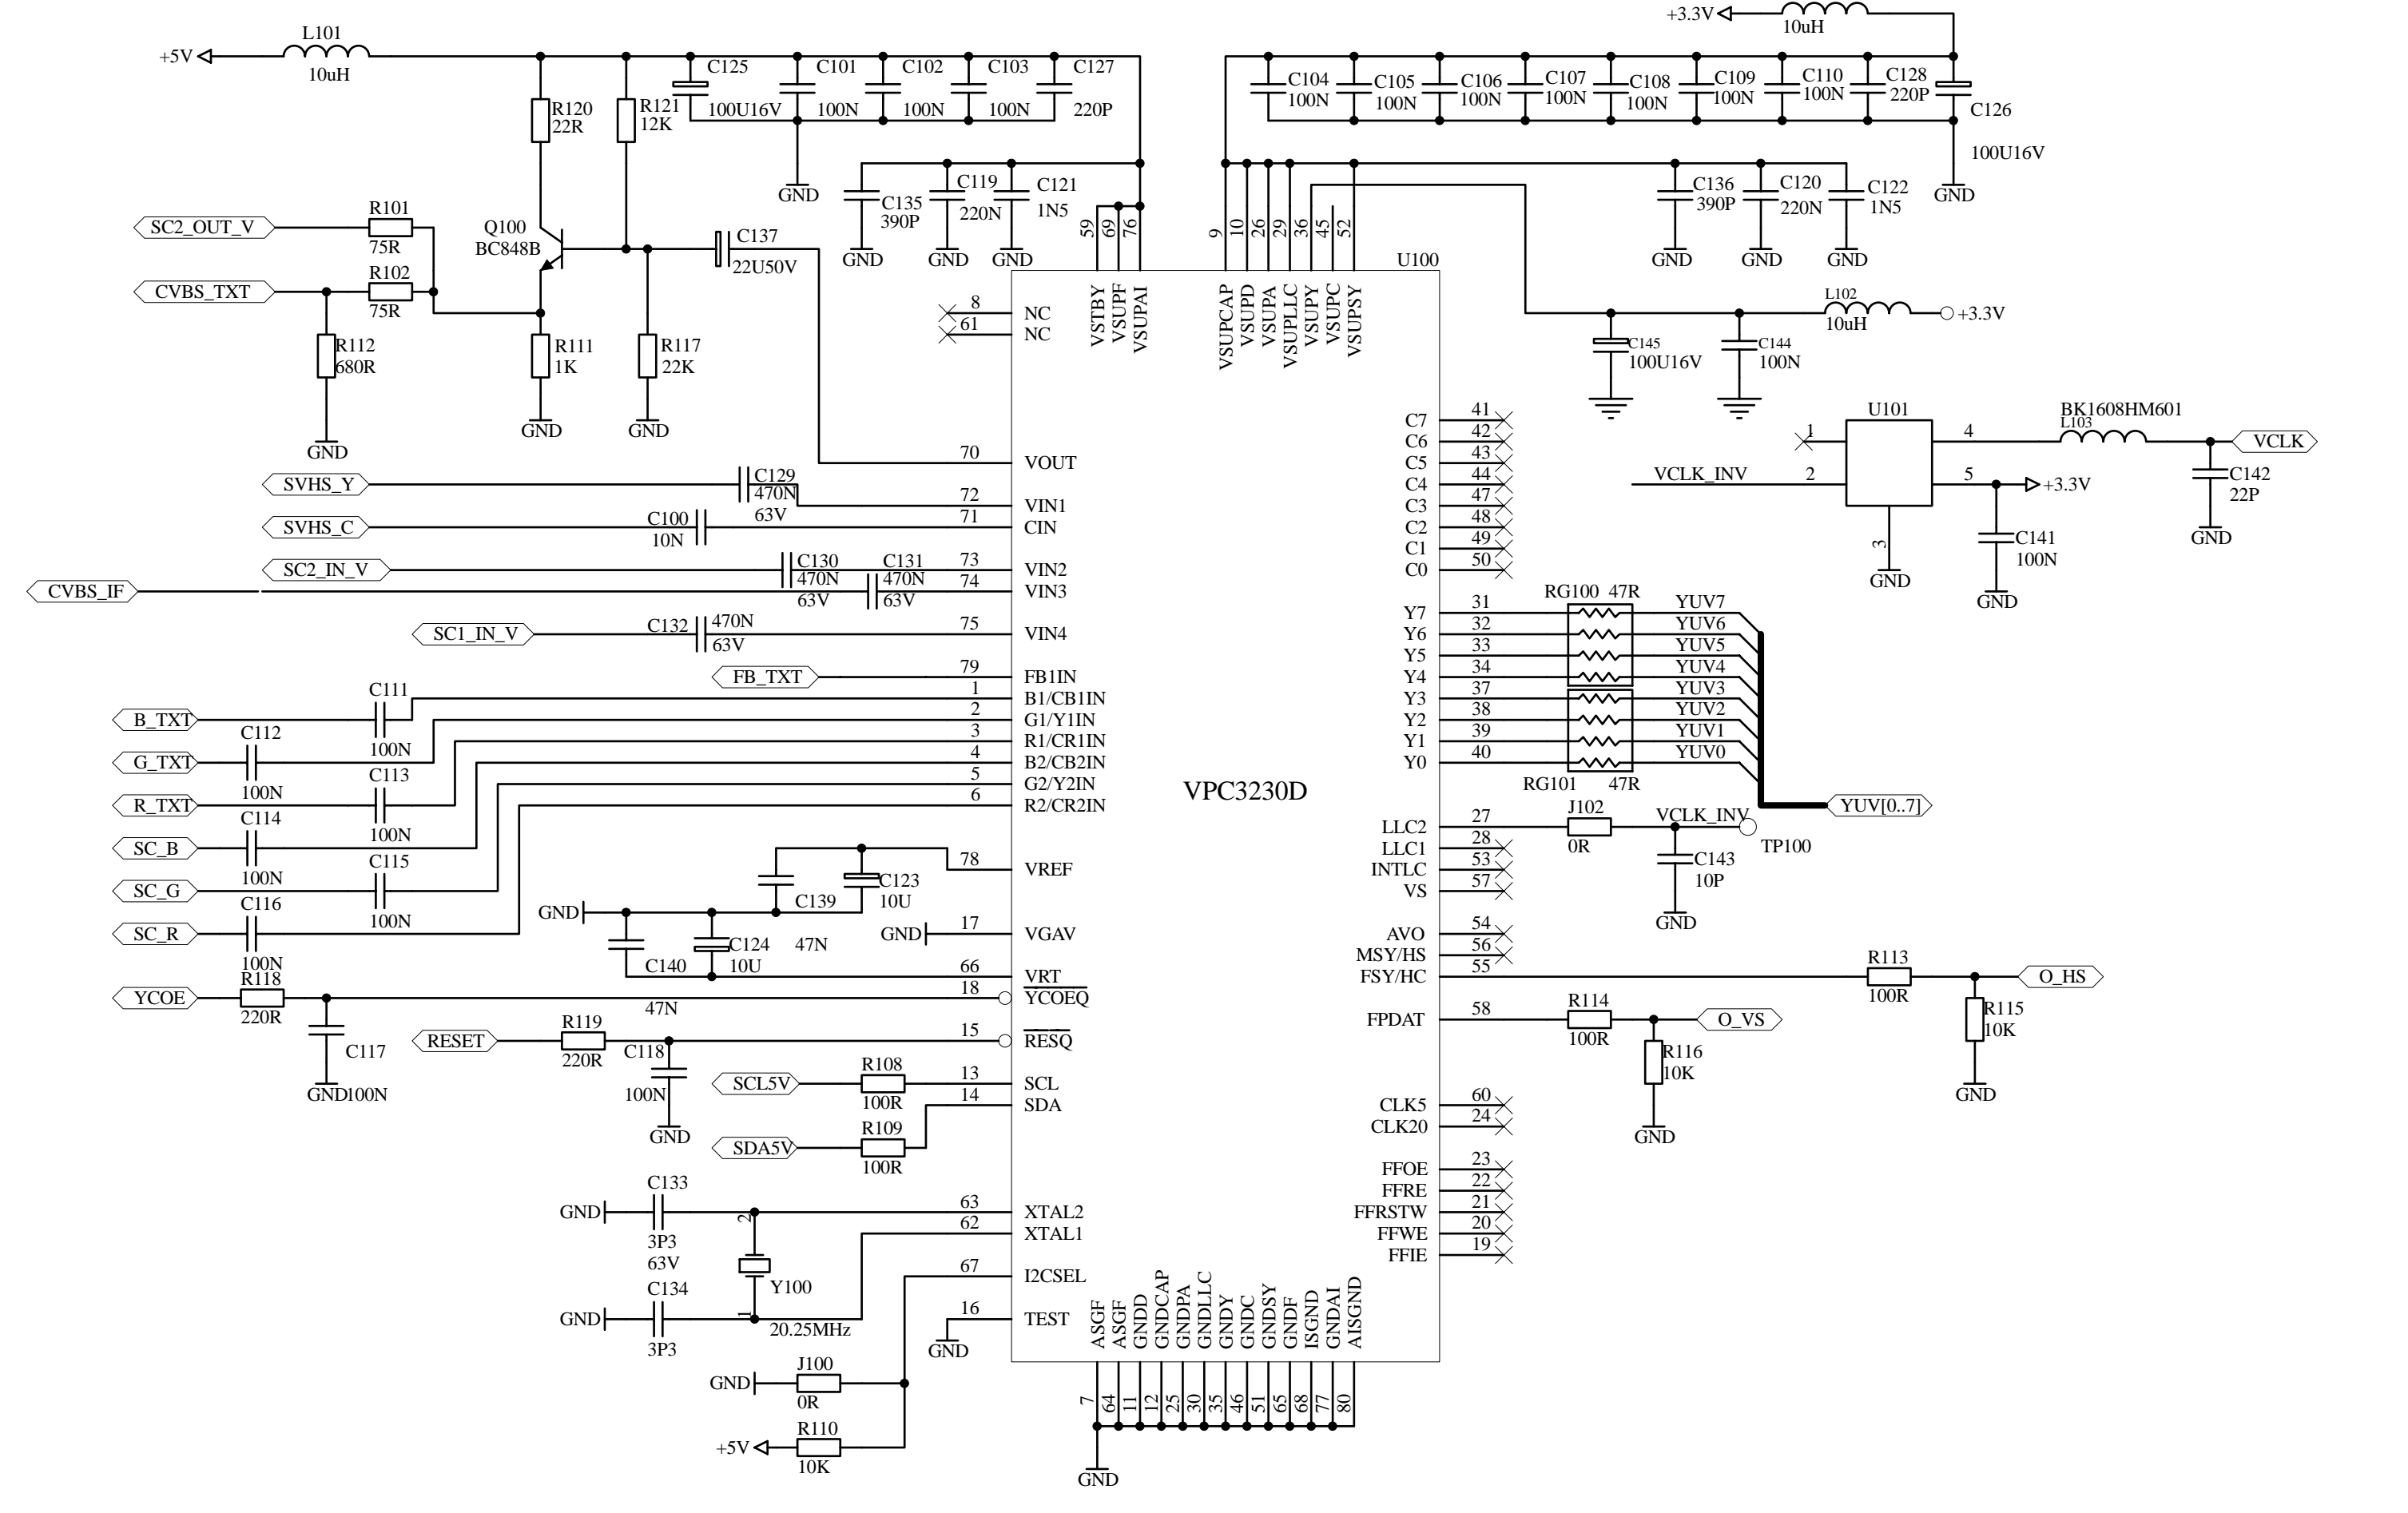 +3.3V
10uH
L101
+5V
10uH
C125
100U16V
C101
100N
C102
100N
C103
100N
C127
220P
R120
22R
R121
12K
GND
C104
100N
C105
100N
C106
100N
C107
100N
C108
100N
C109
100N
C110
100N
C128
220P
C126
100U16V
GND
C135
390P
GND
C119
220N
GND
C121
1N5
GND
C136
390P
GND
C120
220N
GND
C122
1N5
GND
SC2_OUT_V
R101
75R
CVBS_TXT
R102
75R
Q100
BC848B
C137
22U50V
R112
680R
GND
R111
1K
GND
R117
22K
GND
U100
59 VSTBY
69 VSUPF
76 VSUPAI
9 VSUPCAP
10 VSUPD
26 VSUPA
29 VSUPLLC
36 VSUPY
45 VSUPC
52 VSUPSY
8 NC
61 NC
L102
10uH
+3.3V
C145
100U16V
C144
100N
U101
1
2
3
4
5
VCLK_INV
GND
BK1608HM601
L103
VCLK
C142
22P
GND
+3.3V
C141
100N
GND
70 VOUT
SVHS_Y
C129
470N
63V
72 VIN1
SVHS_C
C100
10N
71 CIN
SC2_IN_V
C130
470N
63V
73 VIN2
CVBS_IF
C131
470N
63V
74 VIN3
SC1_IN_V
C132
470N
63V
75 VIN4
FB_TXT
79 FB1IN
B_TXT
C111
100N
1 B1/CB1IN
G_TXT
C112
100N
2 G1/Y1IN
R_TXT
C113
100N
3 R1/CR1IN
SC_B
C114
100N
4 B2/CB2IN
SC_G
C115
100N
5 G2/Y2IN
SC_R
C116
100N
6 R2/CR2IN
VPC3230D
C7 41
C6 42
C5 43
C4 44
C3 47
C2 48
C1 49
C0 50
RG100 47R
Y7 31 YUV7
Y6 32 YUV6
Y5 33 YUV5
Y4 34 YUV4
Y3 37 YUV3
Y2 38 YUV2
Y1 39 YUV1
Y0 40 YUV0
RG101 47R
YUV[0..7]
LLC2 27
J102
0R
VCLK_INV
TP100
C143
10P
GND
LLC1 28
INTLC 53
VS 57
AVO 54
MSY/HS 56
FSY/HC 55
R113
100R
O_HS
R115
10K
GND
FPDAT 58
R114
100R
O_VS
R116
10K
GND
CLK5 60
CLK20 24
FFOE 23
FFRE 22
FFRSTW 21
FFWE 20
FFIE 19
78 VREF
C139
47N
C123
10U
GND
GND
17 VGAV
C140
47N
C124
10U
66 VRT
YCOE
R118
220R
18 YCOEQ
C117
100N
GND
RESET
R119
220R
15 RESQ
C118
100N
GND
SCL5V
R108
100R
13 SCL
SDA5V
R109
100R
14 SDA
GND
C133
3P3
63V
63 XTAL2
62 XTAL1
2
Y100
1
20.25MHz
GND
C134
3P3
67 I2CSEL
16 TEST
GND
GND
J100
0R
+5V
R110
10K
ASGF 7
ASGF 64
GNDD 11
GNDCAP 12
GNDPA 25
GNDLLC 30
GNDY 35
GNDC 46
GNDSY 51
GNDF 65
ISGND 68
GNDAI 77
AISGND 80
GND